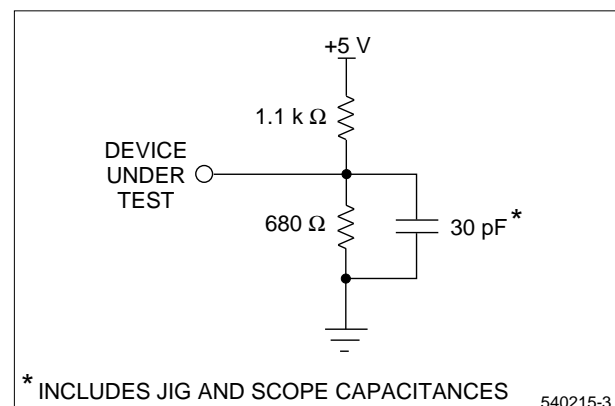 +5 V
1.1 k Ω
DEVICE
UNDER
TEST
680 Ω
30 pF *
* INCLUDES JIG AND SCOPE CAPACITANCES
540215-3